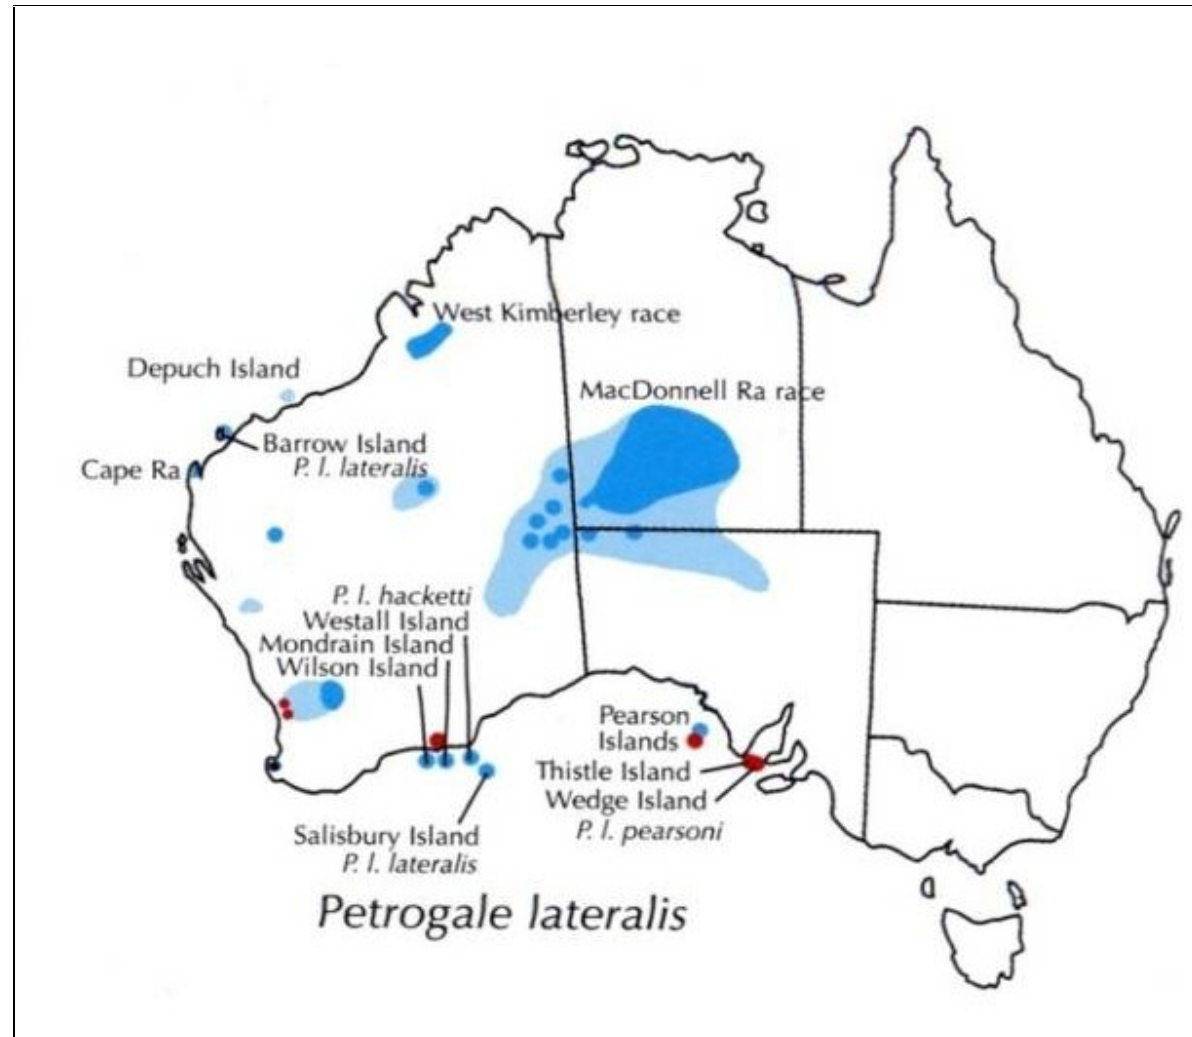 West Kimberley race
Depuch Island
MacDonnell Ra race
Barrow Island
P. l. lateralis
Cape Ra
P. l. hacketti
Westall Island
Mondrain Island
Wilson Island
Pearson
Islands
Thistle Island
Wedge Island
P. l. pearsoni
Salisbury Island
P. l. lateralis
Petrogale lateralis